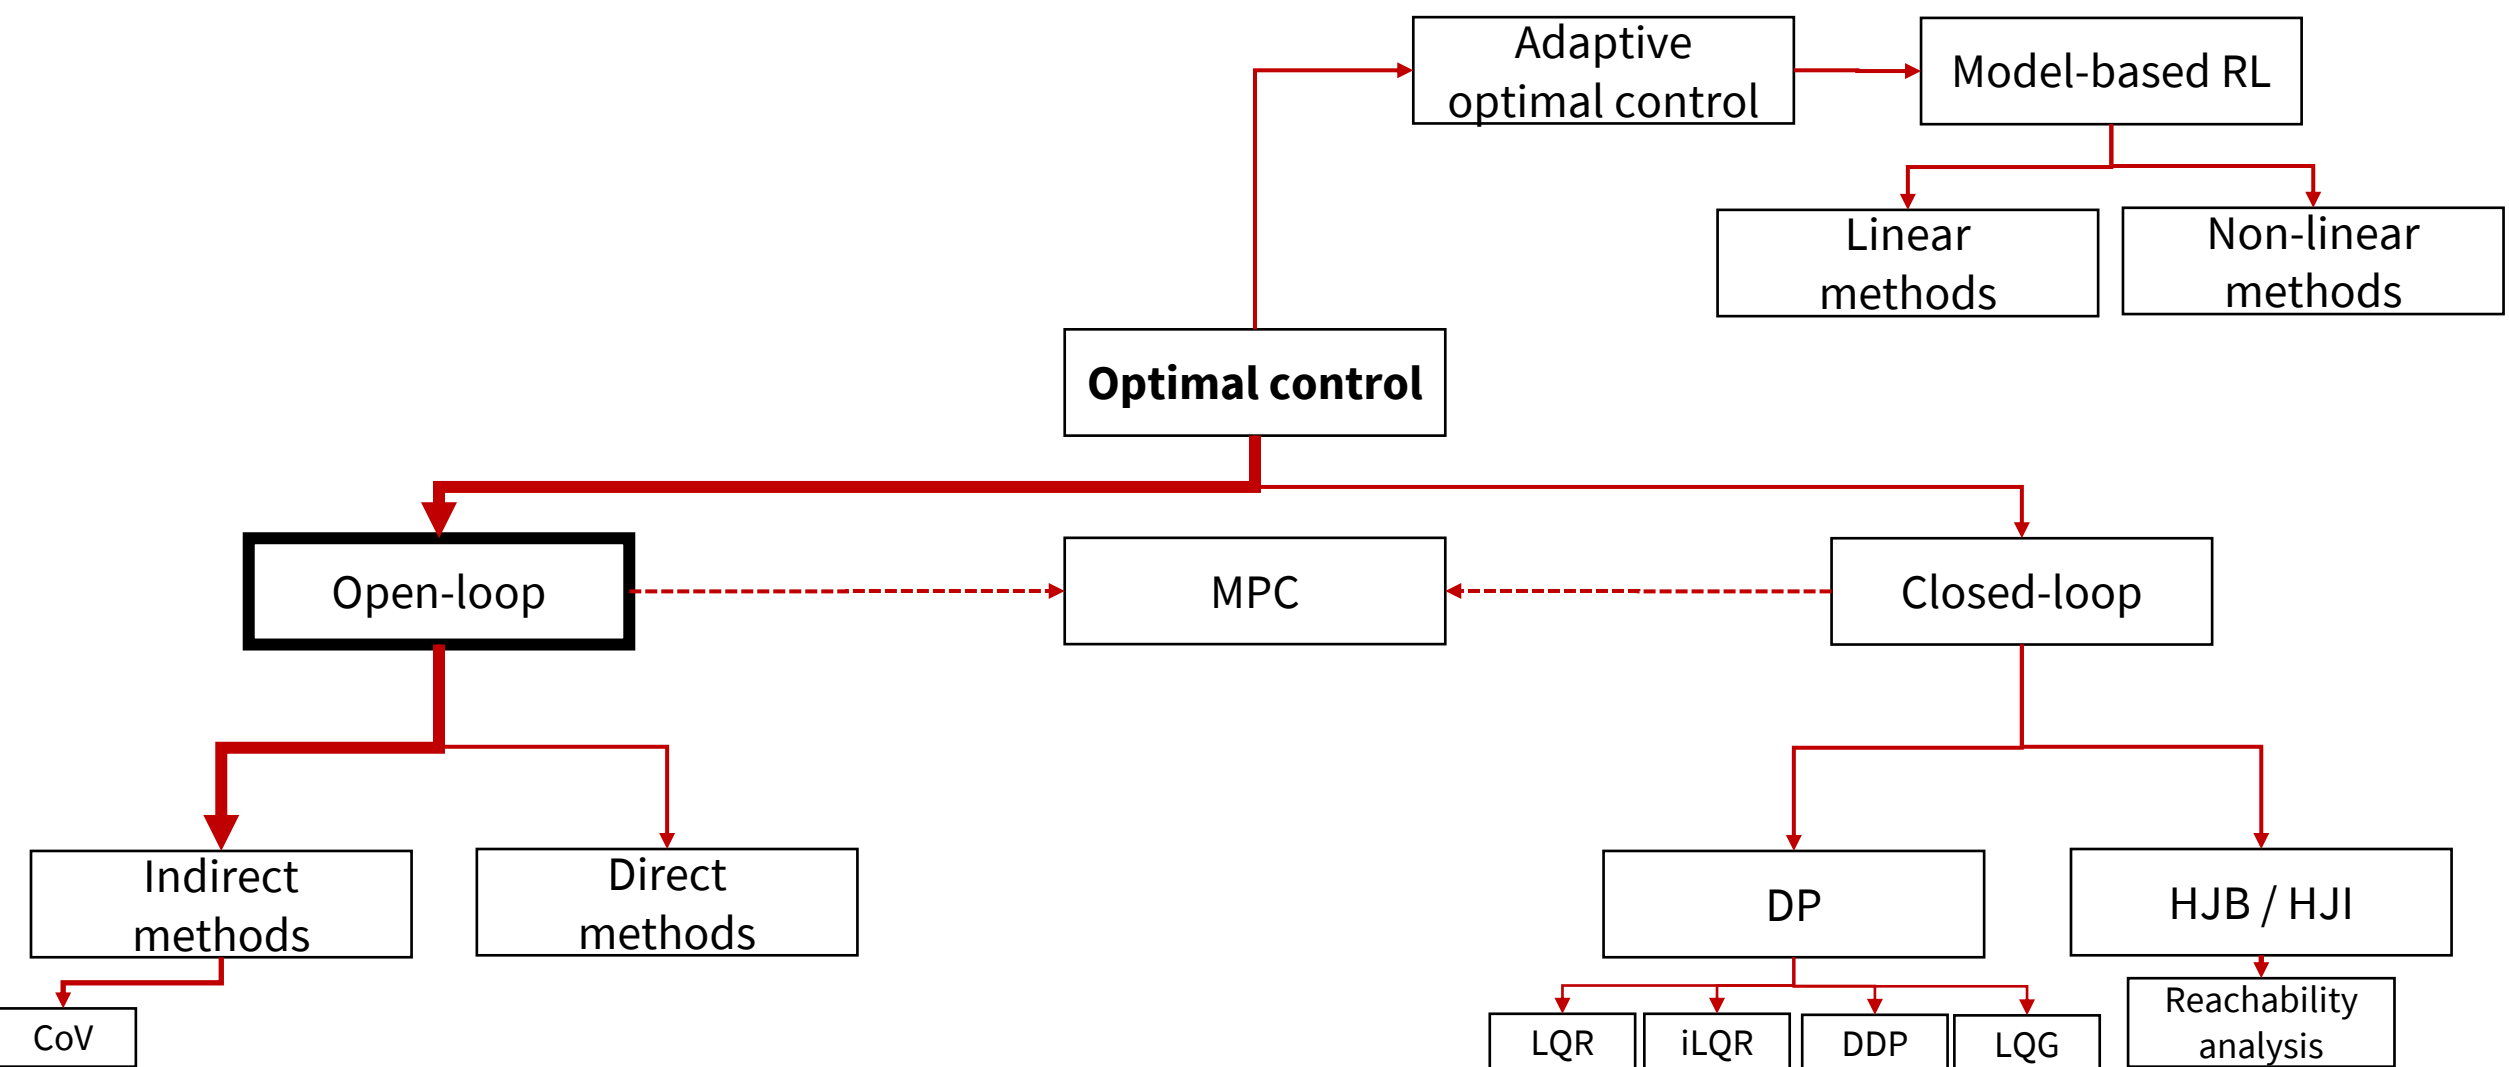 Adaptive
optimal control
Model-based RL
Linear
methods
Non-linear
methods
Optimal control
Open-loop
MPC
Closed-loop
Indirect
methods
Direct
methods
DP
HJB / HJI
CoV
LQR
iLQR
DDP
LQG
Reachability
analysis